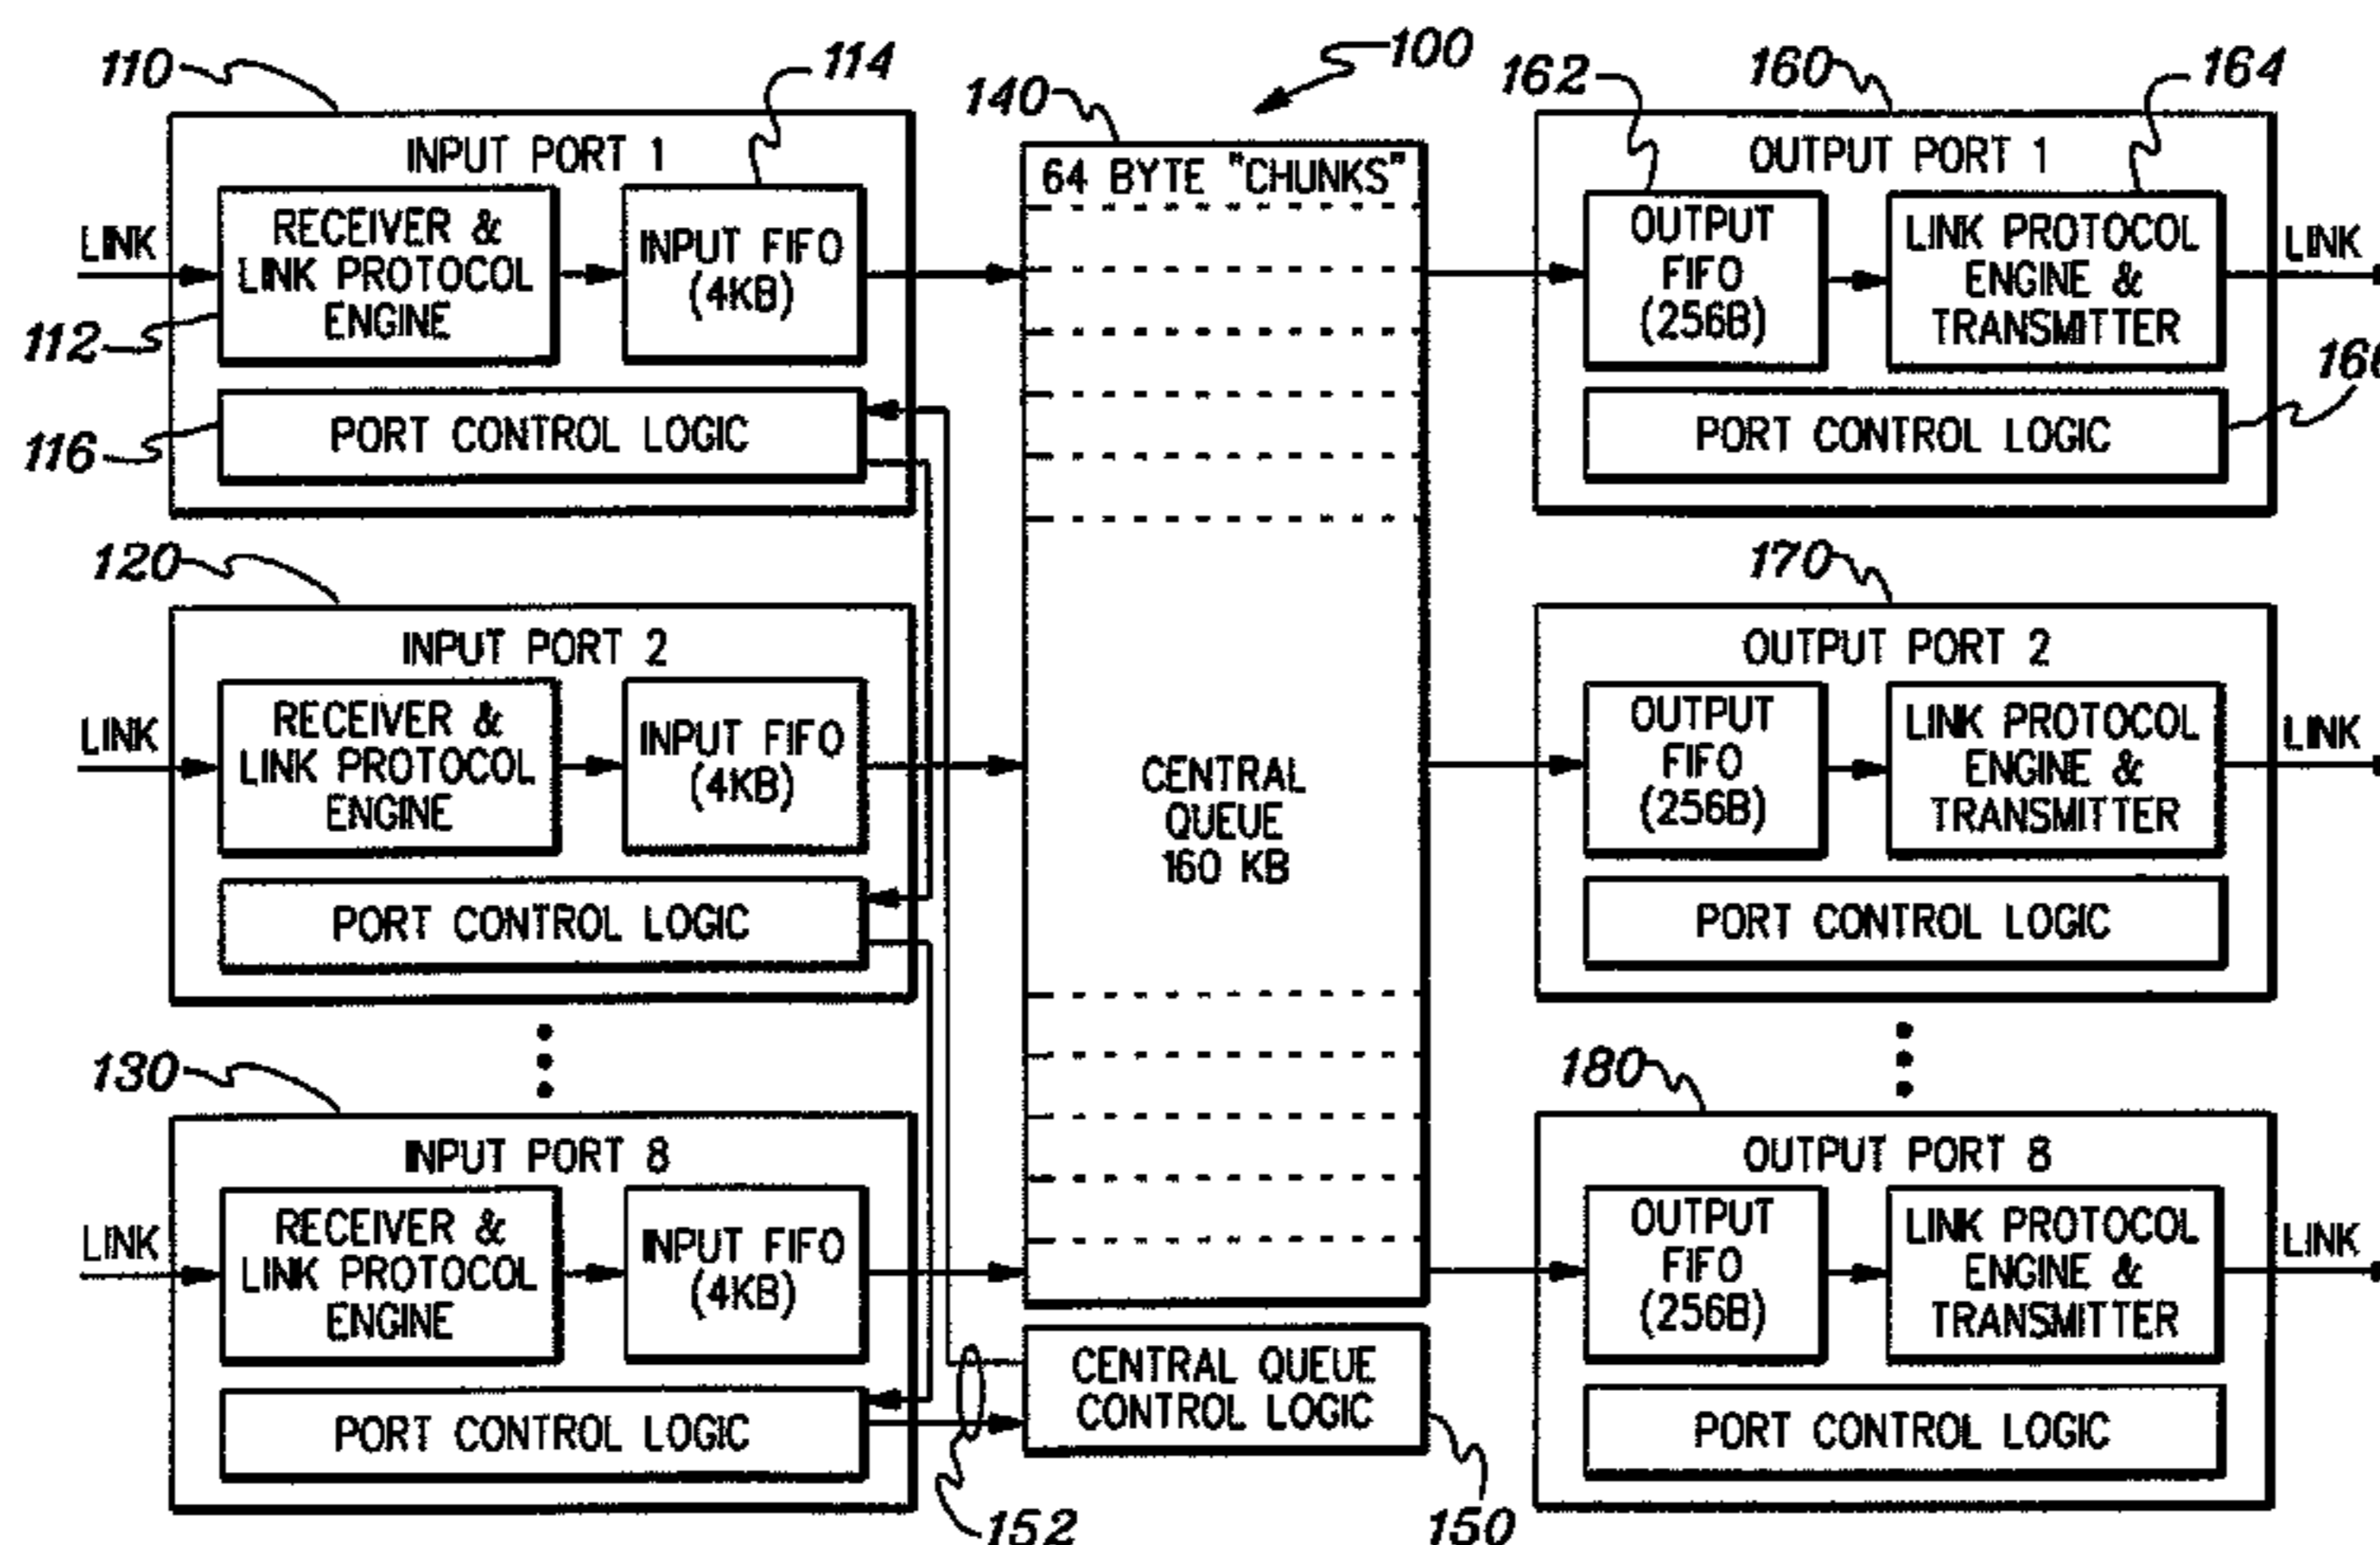 100
110
INPUT PORT 1
114
LINK
RECEIVER &
LINK PROTOCOL
ENGINE
INPUT FIFO
(4KB)
112
116
PORT CONTROL LOGIC
120
INPUT PORT 2
LINK
RECEIVER &
LINK PROTOCOL
ENGINE
INPUT FIFO
(4KB)
PORT CONTROL LOGIC
130
INPUT PORT 8
LINK
RECEIVER &
LINK PROTOCOL
ENGINE
INPUT FIFO
(4KB)
PORT CONTROL LOGIC
140
64 BYTE "CHUNKS"
CENTRAL
QUEUE
160 KB
CENTRAL QUEUE
CONTROL LOGIC
152
150
162
160
164
OUTPUT PORT 1
OUTPUT
FIFO
(256B)
LINK PROTOCOL
ENGINE &
TRANSMITTER
LINK
PORT CONTROL LOGIC
170
OUTPUT PORT 2
OUTPUT
FIFO
(256B)
LINK PROTOCOL
ENGINE &
TRANSMITTER
LINK
PORT CONTROL LOGIC
180
OUTPUT PORT 8
OUTPUT
FIFO
(256B)
LINK PROTOCOL
ENGINE &
TRANSMITTER
LINK
PORT CONTROL LOGIC